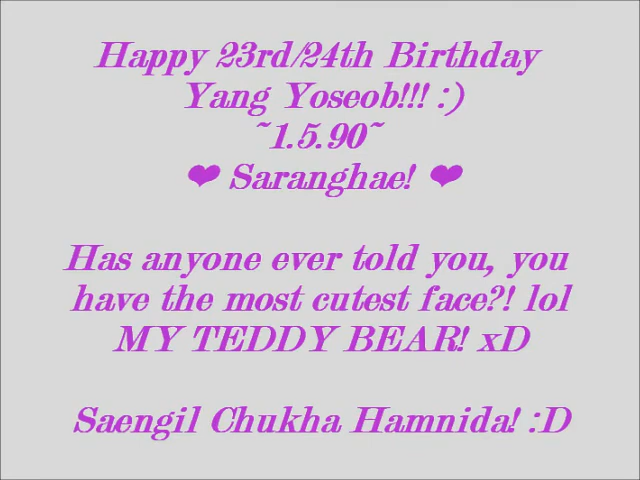 Happy 23rd/24th Birthday
Yang Yoseob!!! :)
~1.5.90~
❤ Saranghae! ❤
Has anyone ever told you, you
have the most cutest face?! lol
MY TEDDY BEAR! xD
Saengil Chukha Hamnida! :D